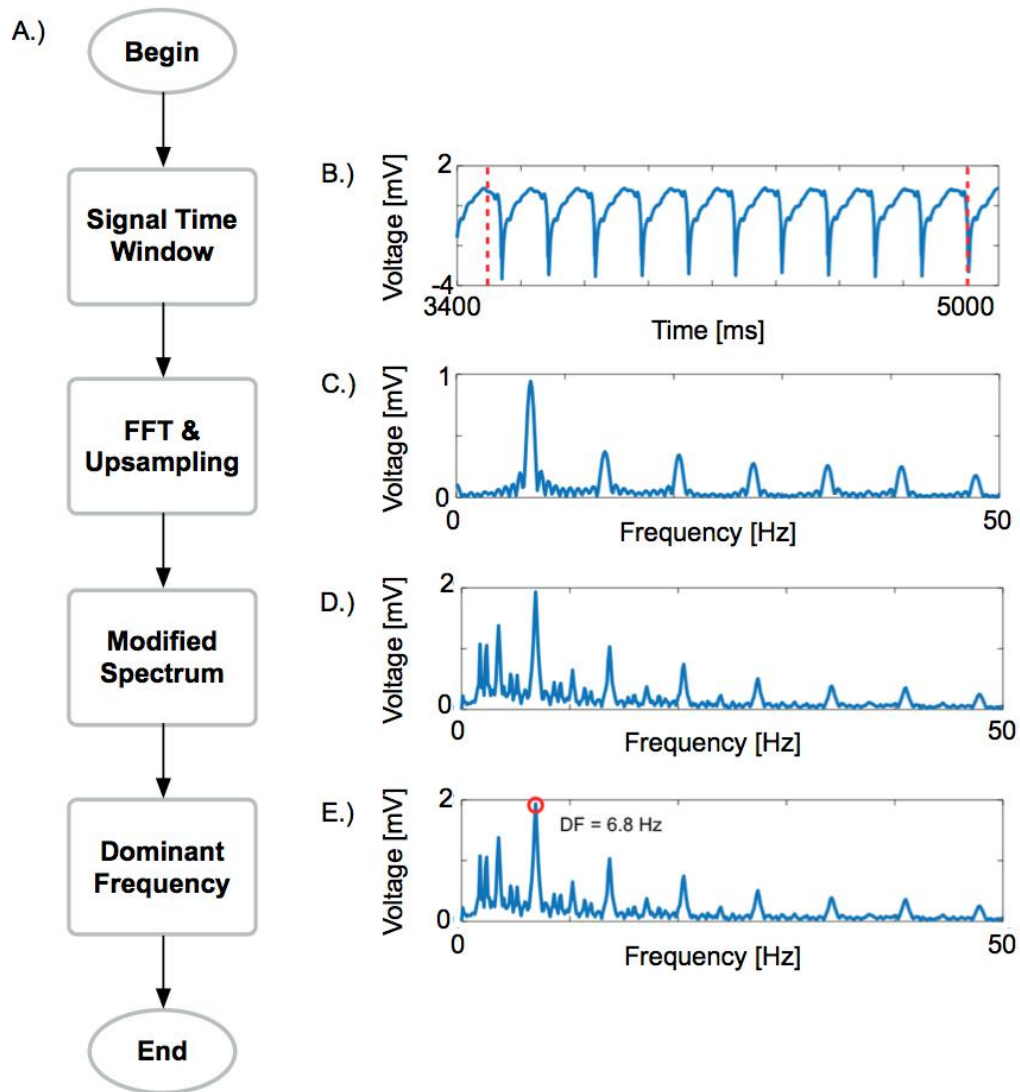 A.)
Begin
Signal Time
Window
FFT &
Upsampling
Modified
Spectrum
Dominant
Frequency
End
B.)
Voltage [mV]
2
-4
3400
5000
Time [ms]
C.)
Voltage [mV]
1
0
0
50
Frequency [Hz]
D.)
Voltage [mV]
2
0
0
50
Frequency [Hz]
E.)
Voltage [mV]
2
0
DF = 6.8 Hz
0
50
Frequency [Hz]